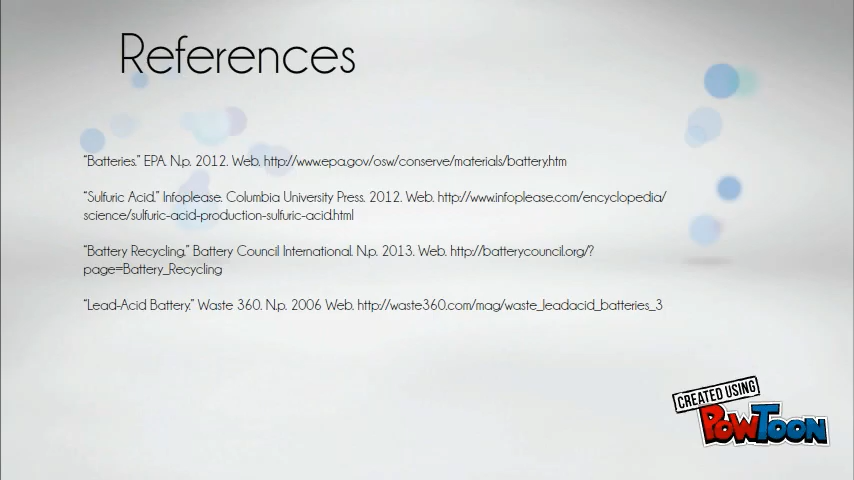 References
"Batteries." EPA. N.p. 2012. Web. http://www.epa.gov/osw/conserve/materials/battery.htm
"Sulfuric Acid." Infoplease. Columbia University Press. 2012. Web. http://www.infoplease.com/encyclopedia/
science/sulfuric-acid-production-sulfuric-acid.html
"Battery Recycling." Battery Council International. N.p. 2013. Web. http://batterycouncil.org/?
page=Battery_Recycling
"Lead-Acid Battery." Waste 360. N.p. 2006 Web. http://waste360.com/mag/waste_leadacid_batteries_3
CREATED USING
POWTOON